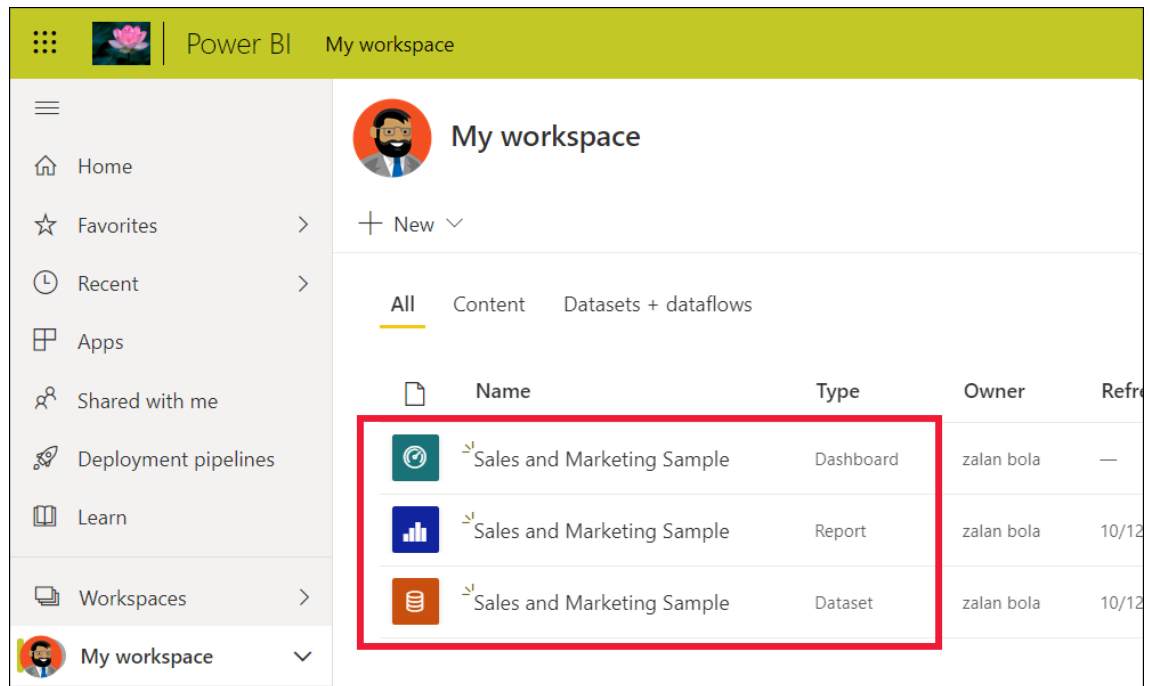 Power BI My workspace
Home
Favorites
Recent
Apps
Shared with me
Deployment pipelines
Learn
Workspaces
My workspace
My workspace
New
All Content Datasets + dataflows
Name Type Owner Refre
Sales and Marketing Sample Dashboard zalan bola —
Sales and Marketing Sample Report zalan bola 10/12
Sales and Marketing Sample Dataset zalan bola 10/12